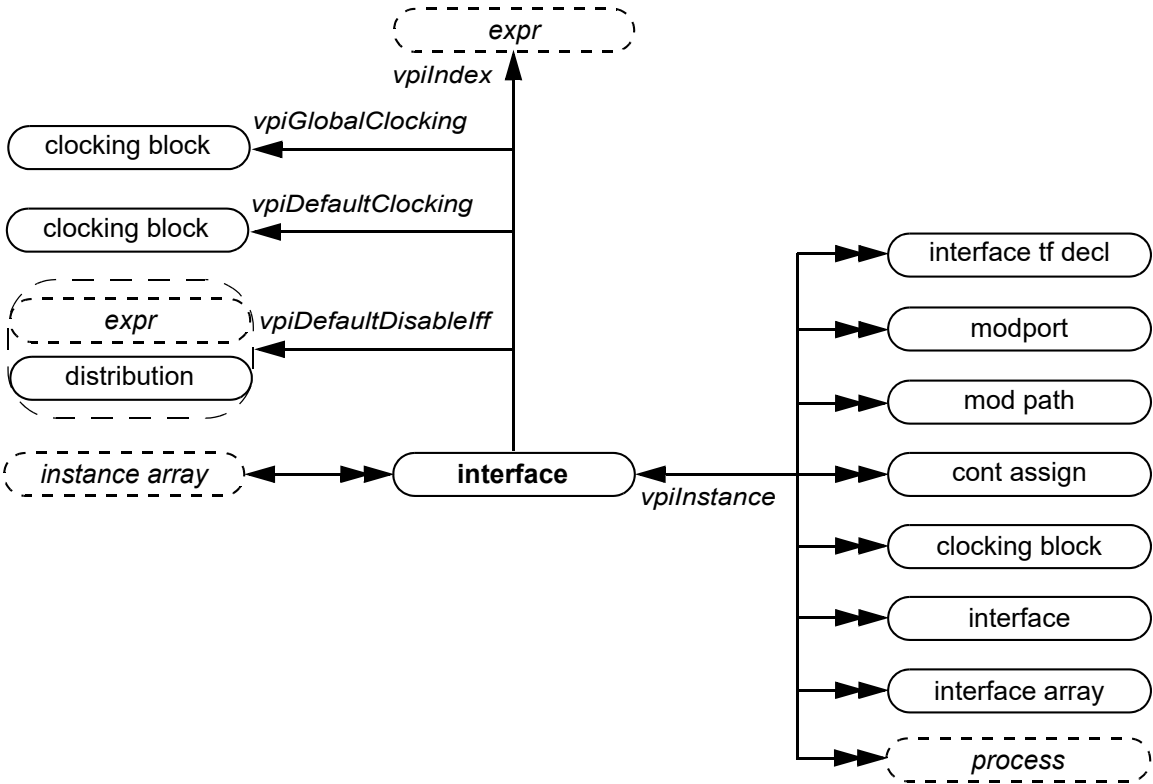 expr
vpiIndex
vpiGlobalClocking
clocking block
vpiDefaultClocking
clocking block
expr
vpiDefaultDisableIff
distribution
instance array
interface
vpiInstance
interface tf decl
modport
mod path
cont assign
clocking block
interface
interface array
process